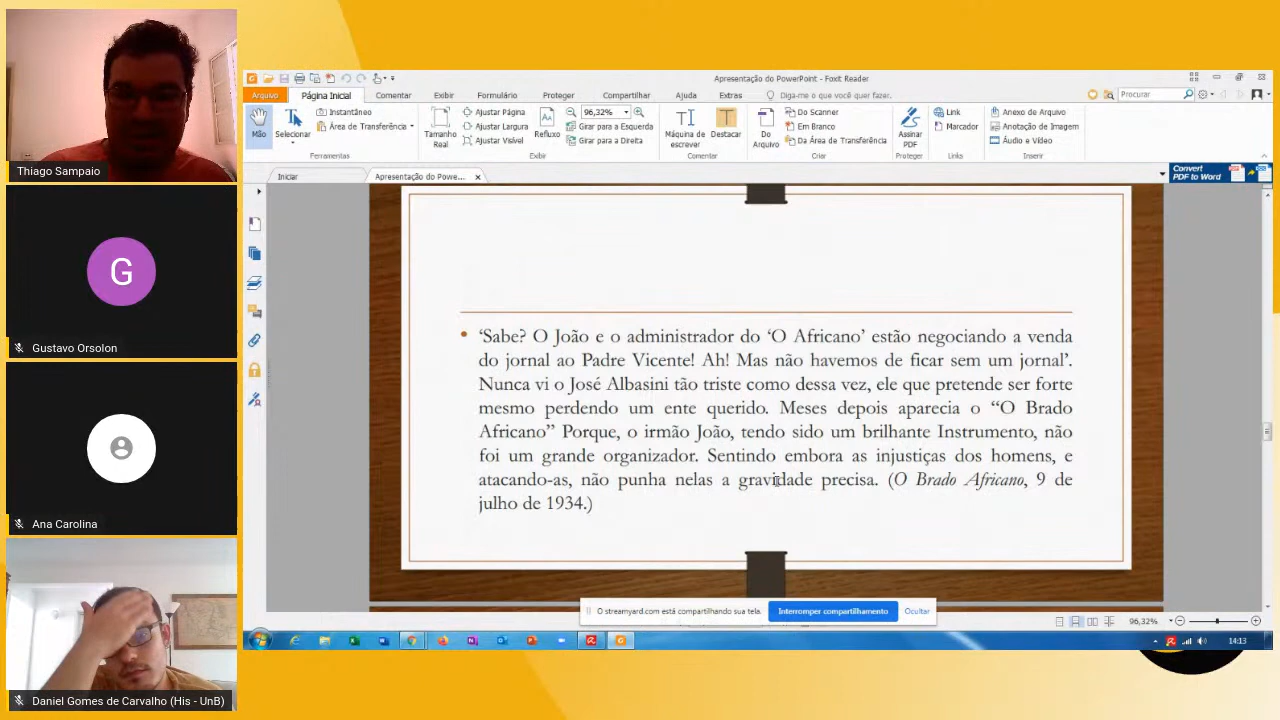 Thiago Sampaio
G
Gustavo Orsolon
Ana Carolina
Daniel Gomes de Carvalho (His - UnB)
Apresentação do PowerPoint - Foxit Reader
Arquivo
Página Inicial
Comentar
Exibir
Formulário
Proteger
Compartilhar
Ajuda
Extras
Diga-me o que você quer fazer.
Procurar
Mão
Selecionar
Instantâneo
Área de Transferência
Ferramentas
Tamanho
Real
Ajustar Página
Ajustar Largura
Ajustar Visível
Refluxo
96,32%
Girar para a Esquerda
Girar para a Direita
Exibir
Máquina de
escrever
Destacar
Comentar
Do
Arquivo
Do Scanner
Em Branco
Da Área de Transferência
Criar
Assinar
PDF
Proteger
Link
Marcador
Links
Anexo de Arquivo
Anotação de Imagem
Áudio e Vídeo
Inserir
Iniciar
Apresentação do Powe...
Convert
PDF to Word
• ‘Sabe? O João e o administrador do ‘O Africano’ estão negociando a venda
do jornal ao Padre Vicente! Ah! Mas não havemos de ficar sem um jornal’.
Nunca vi o José Albasini tão triste como dessa vez, ele que pretende ser forte
mesmo perdendo um ente querido. Meses depois aparecia o “O Brado
Africano” Porque, o irmão João, tendo sido um brilhante Instrumento, não
foi um grande organizador. Sentindo embora as injustiças dos homens, e
atacando-as, não punha nelas a gravidade precisa. (O Brado Africano, 9 de
julho de 1934.)
O streamyard.com está compartilhando sua tela.
Interromper compartilhamento
Ocultar
96,32%
14:13